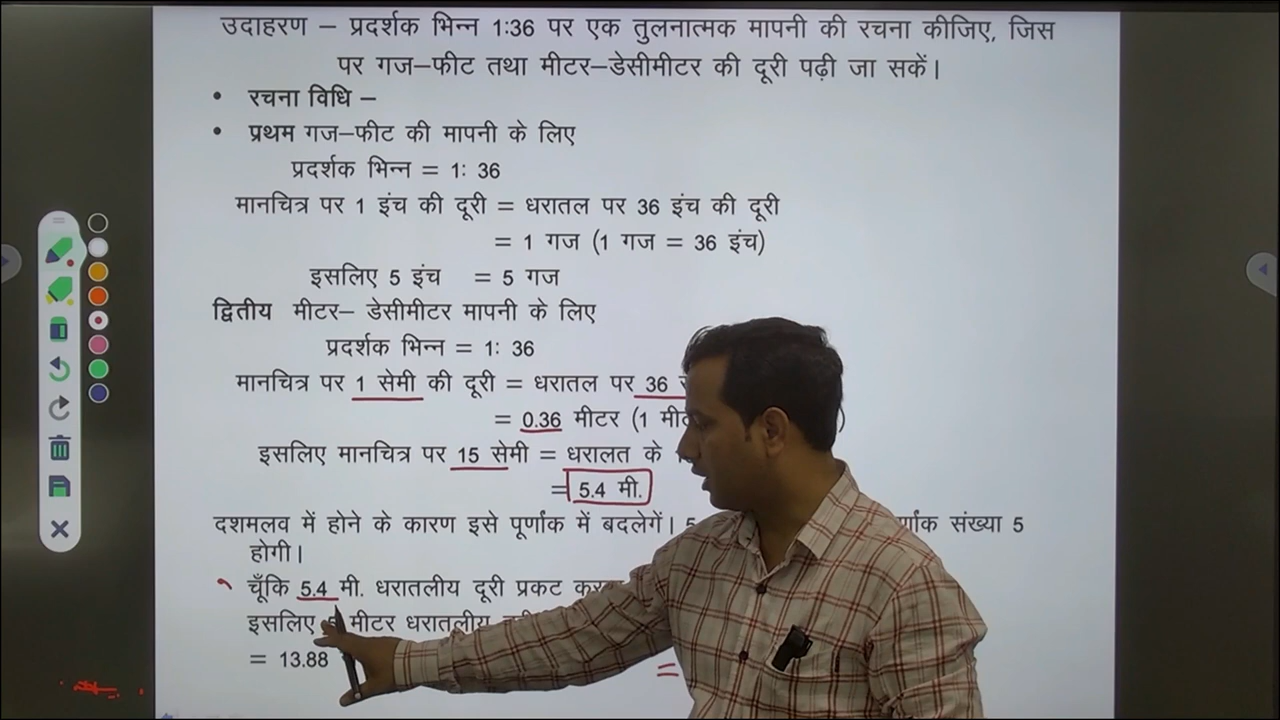 उदाहरण – प्रदर्शक भिन्न 1:36 पर एक तुलनात्मक मापनी की रचना कीजिए, जिस
पर गज–फीट तथा मीटर–डेसीमीटर की दूरी पढ़ी जा सकें।
• रचना विधि –
• प्रथम गज–फीट की मापनी के लिए
प्रदर्शक भिन्न = 1: 36
मानचित्र पर 1 इंच की दूरी = धरातल पर 36 इंच की दूरी
= 1 गज (1 गज = 36 इंच)
इसलिए 5 इंच = 5 गज
द्वितीय मीटर– डेसीमीटर मापनी के लिए
प्रदर्शक भिन्न = 1: 36
मानचित्र पर 1 सेमी की दूरी = धरातल पर 36
= 0.36 मीटर (1 )
इसलिए मानचित्र पर 15 सेमी = धरालत के
= 5.4 मी.
दशमलव में होने के कारण इसे पूर्णांक में बदलेगें। संख्या 5
होगी।
चूँकि 5.4 मी. धरातलीय दूरी प्रकट
इसलिए मीटर धरातलीय
= 13.88
=